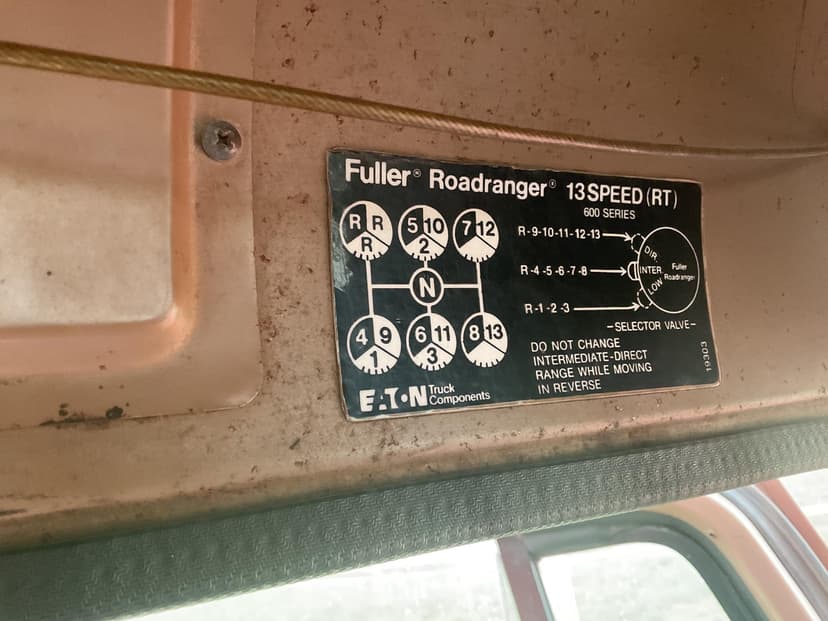 Fuller® Roadranger® 13 SPEED (RT)
600 SERIES
R R R
5 10 2
7 12
N
4 9 1
6 11 3
8 13
R-9-10-11-12-13
R-4-5-6-7-8
R-1-2-3
DIR.
INTER.
LOW
Fuller
Roadranger®
-SELECTOR VALVE-
DO NOT CHANGE
INTERMEDIATE-DIRECT
RANGE WHILE MOVING
IN REVERSE
EATON Truck
Components
19303